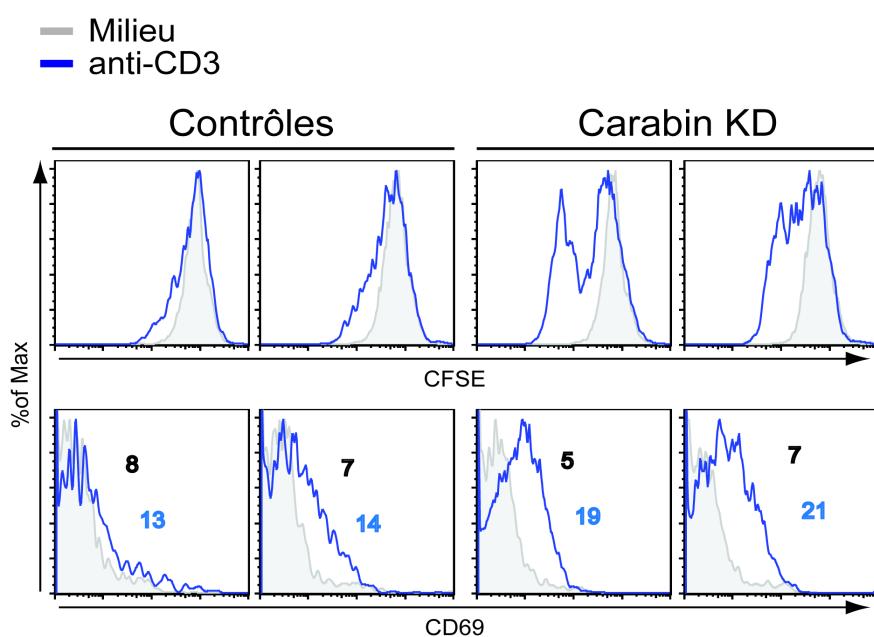 Milieu
anti-CD3
Contrôles
Carabin KD
%of Max
CFSE
8
13
7
14
5
19
7
21
CD69